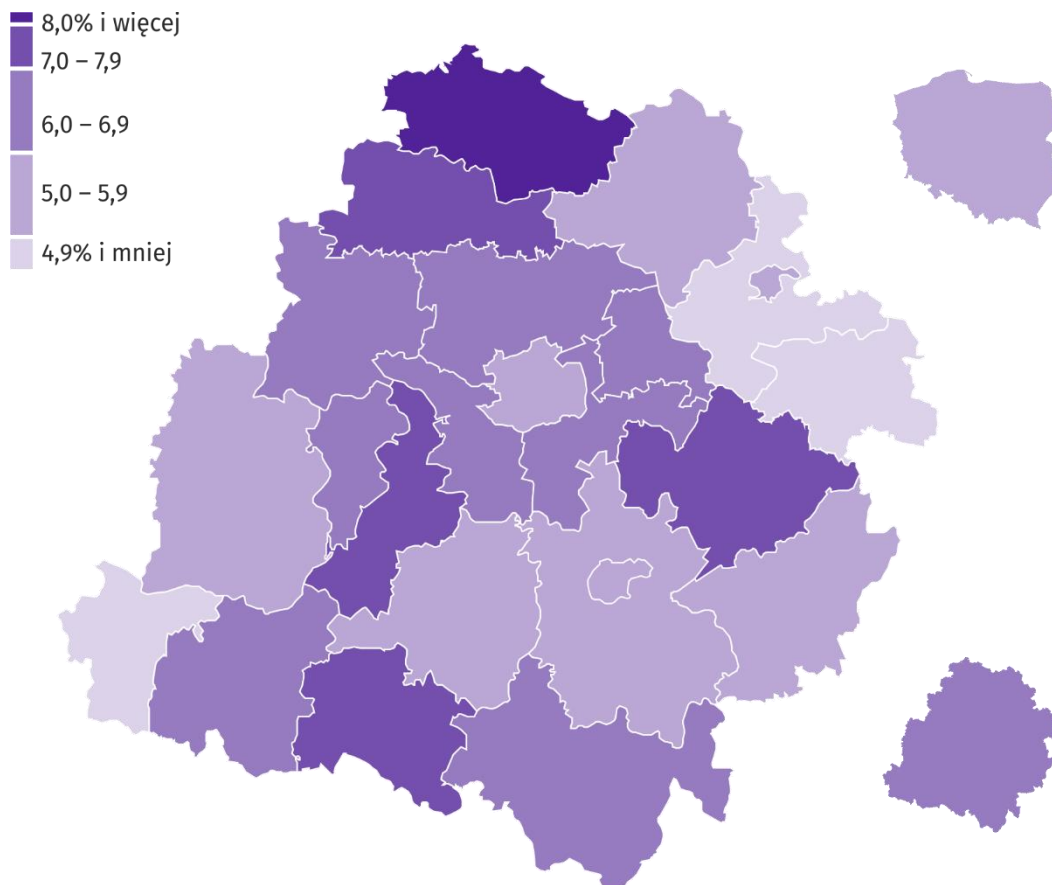 8,0% i więcej
7,0 – 7,9
6,0 – 6,9
5,0 – 5,9
4,9% i mniej